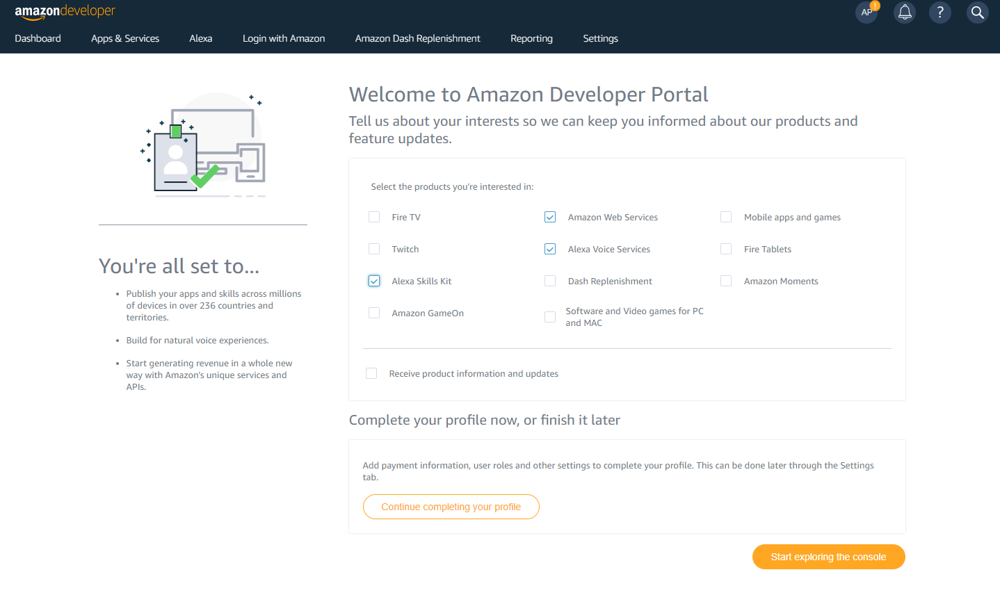 amazondeveloper
AP !
?
Dashboard Apps & Services Alexa Login with Amazon Amazon Dash Replenishment Reporting Settings
Welcome to Amazon Developer Portal
Tell us about your interests so we can keep you informed about our products and
feature updates.
Select the products you're interested in:
Fire TV Amazon Web Services Mobile apps and games
Twitch Alexa Voice Services Fire Tablets
Alexa Skills Kit Dash Replenishment Amazon Moments
Amazon GameOn Software and Video games for PC
and MAC
Receive product information and updates
You're all set to...
Publish your apps and skills across millions
of devices in over 236 countries and
territories.
Build for natural voice experiences.
Start generating revenue in a whole new
way with Amazon's unique services and
APIs.
Complete your profile now, or finish it later
Add payment information, user roles and other settings to complete your profile. This can be done later through the Settings
tab.
Continue completing your profile
Start exploring the console